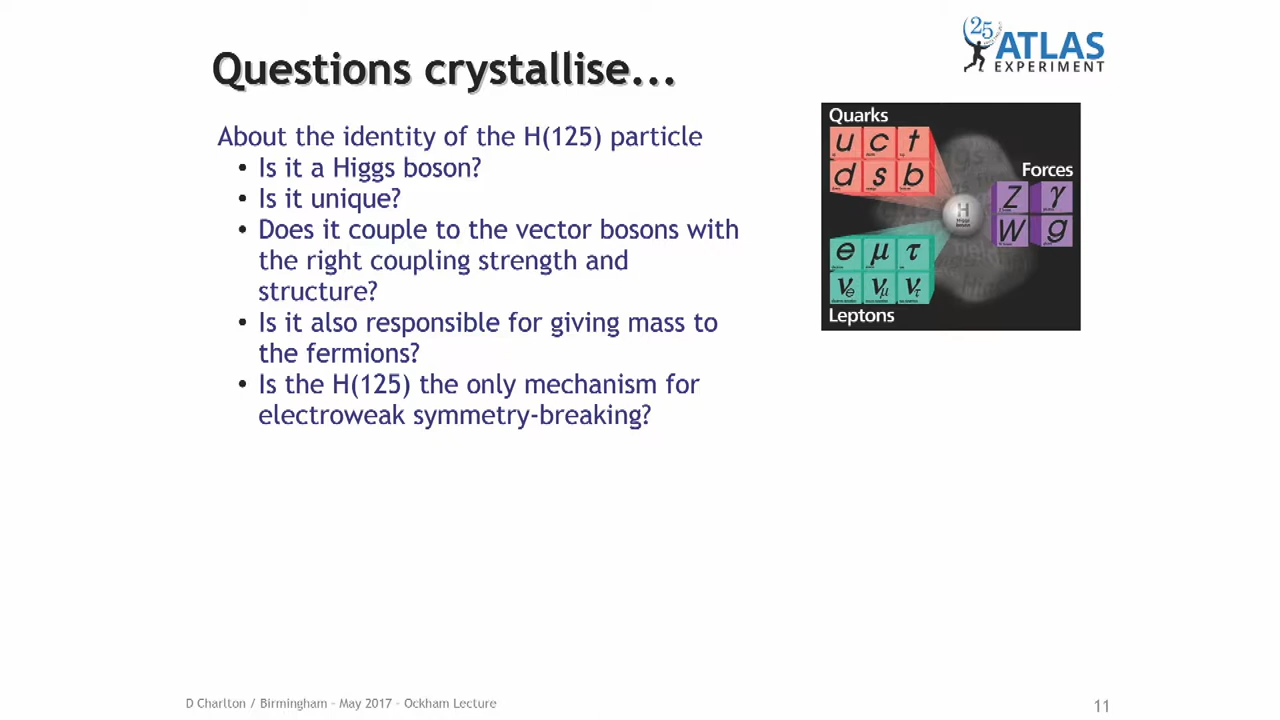 Questions crystallise...
25
ATLAS
EXPERIMENT
About the identity of the H(125) particle
• Is it a Higgs boson?
• Is it unique?
• Does it couple to the vector bosons with
the right coupling strength and
structure?
• Is it also responsible for giving mass to
the fermions?
• Is the H(125) the only mechanism for
electroweak symmetry-breaking?
Quarks
u c t
d s b
Forces
Z γ
W g
H
Higgs
boson
e μ τ
νe νμ ντ
Leptons
D Charlton / Birmingham – May 2017 – Ockham Lecture
11